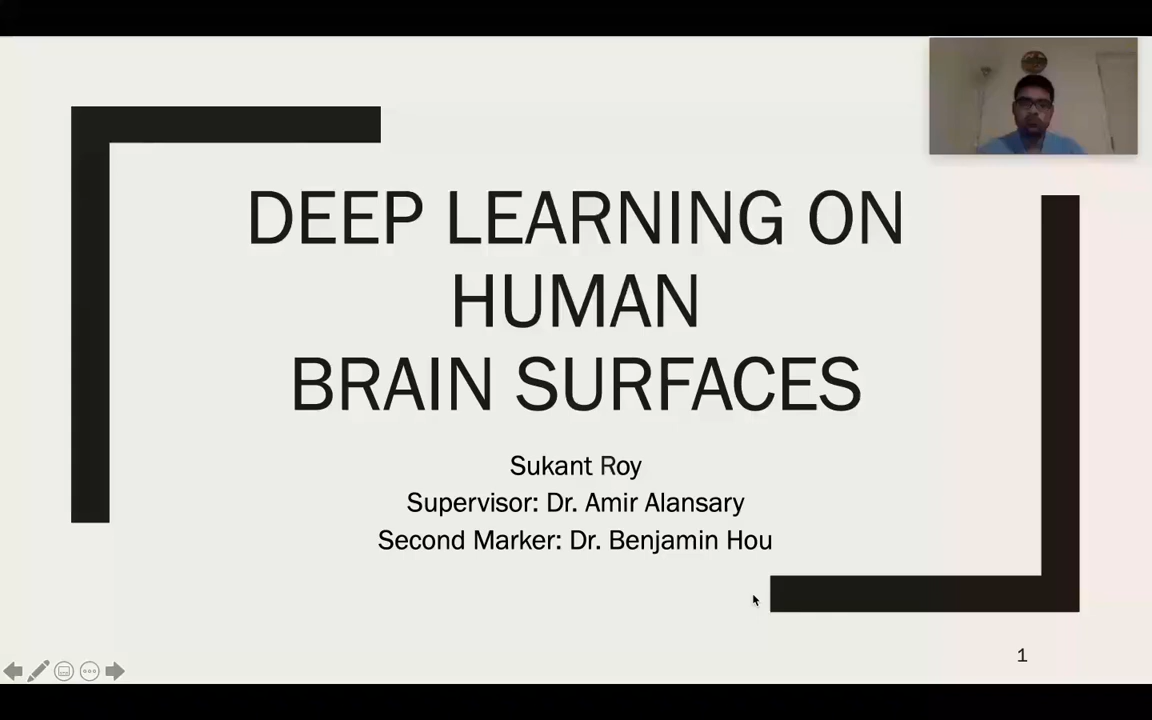 DEEP LEARNING ON
HUMAN
BRAIN SURFACES
Sukant Roy
Supervisor: Dr. Amir Alansary
Second Marker: Dr. Benjamin Hou
1